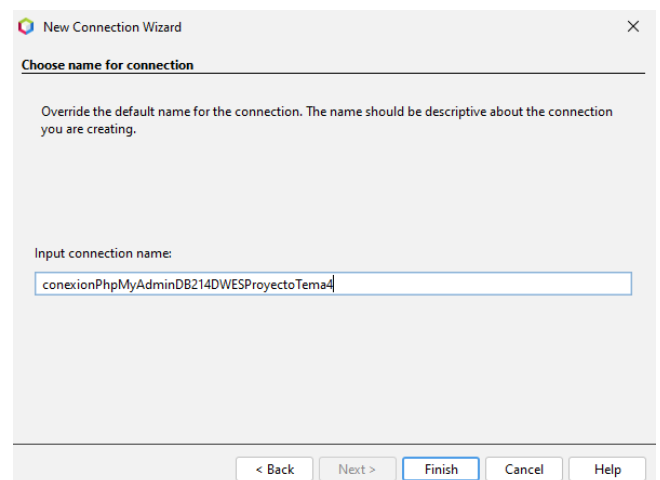 New Connection Wizard
Choose name for connection
Override the default name for the connection. The name should be descriptive about the connection
you are creating.
Input connection name:
conexionPhpMyAdminDB214DWESProyectoTema4
< Back Next > Finish Cancel Help